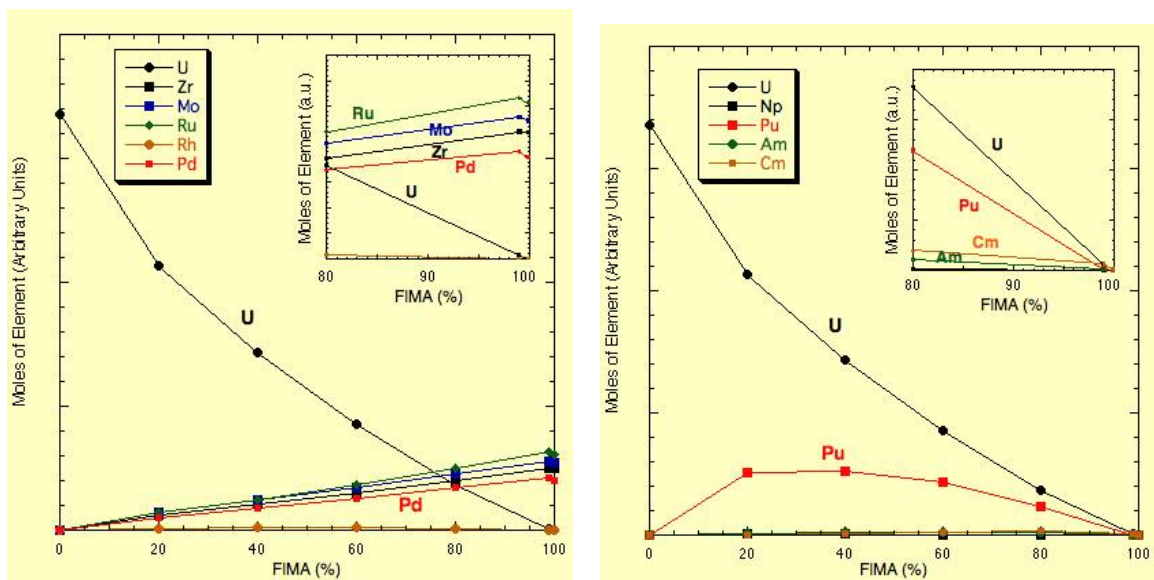 Moles of Element (Arbitrary Units)
U
Zr
Mo
Ru
Rh
Pd
Moles of Element (a.u.)
Ru
Mo
Zr
Pd
U
80 90 100
FIMA (%)
U
Pd
0 20 40 60 80 100
FIMA (%)
Moles of Element (Arbitrary Units)
U
Np
Pu
Am
Cm
Moles of Element (a.u.)
U
Pu
Cm
Am
80 90 100
FIMA (%)
U
Pu
0 20 40 60 80 100
FIMA (%)